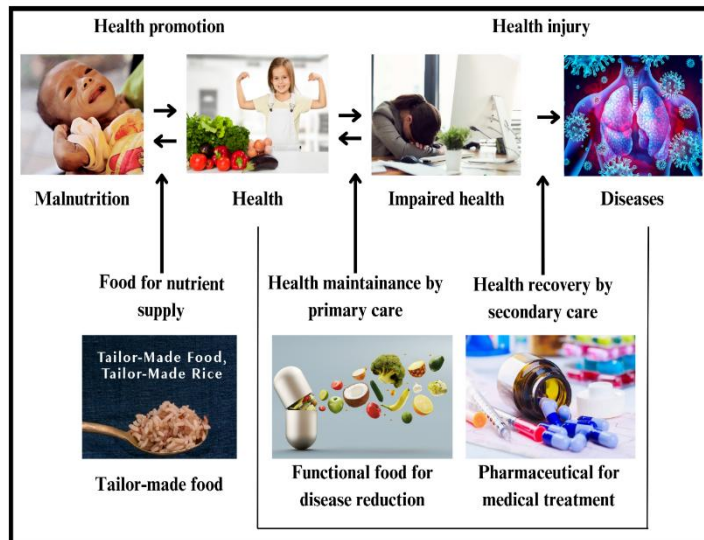 Health promotion
Health injury
Malnutrition
Health
Impaired health
Diseases
Food for nutrient
supply
Health maintainance by
primary care
Health recovery by
secondary care
Tailor-Made Food,
Tailor-Made Rice
Tailor-made food
Functional food for
disease reduction
Pharmaceutical for
medical treatment